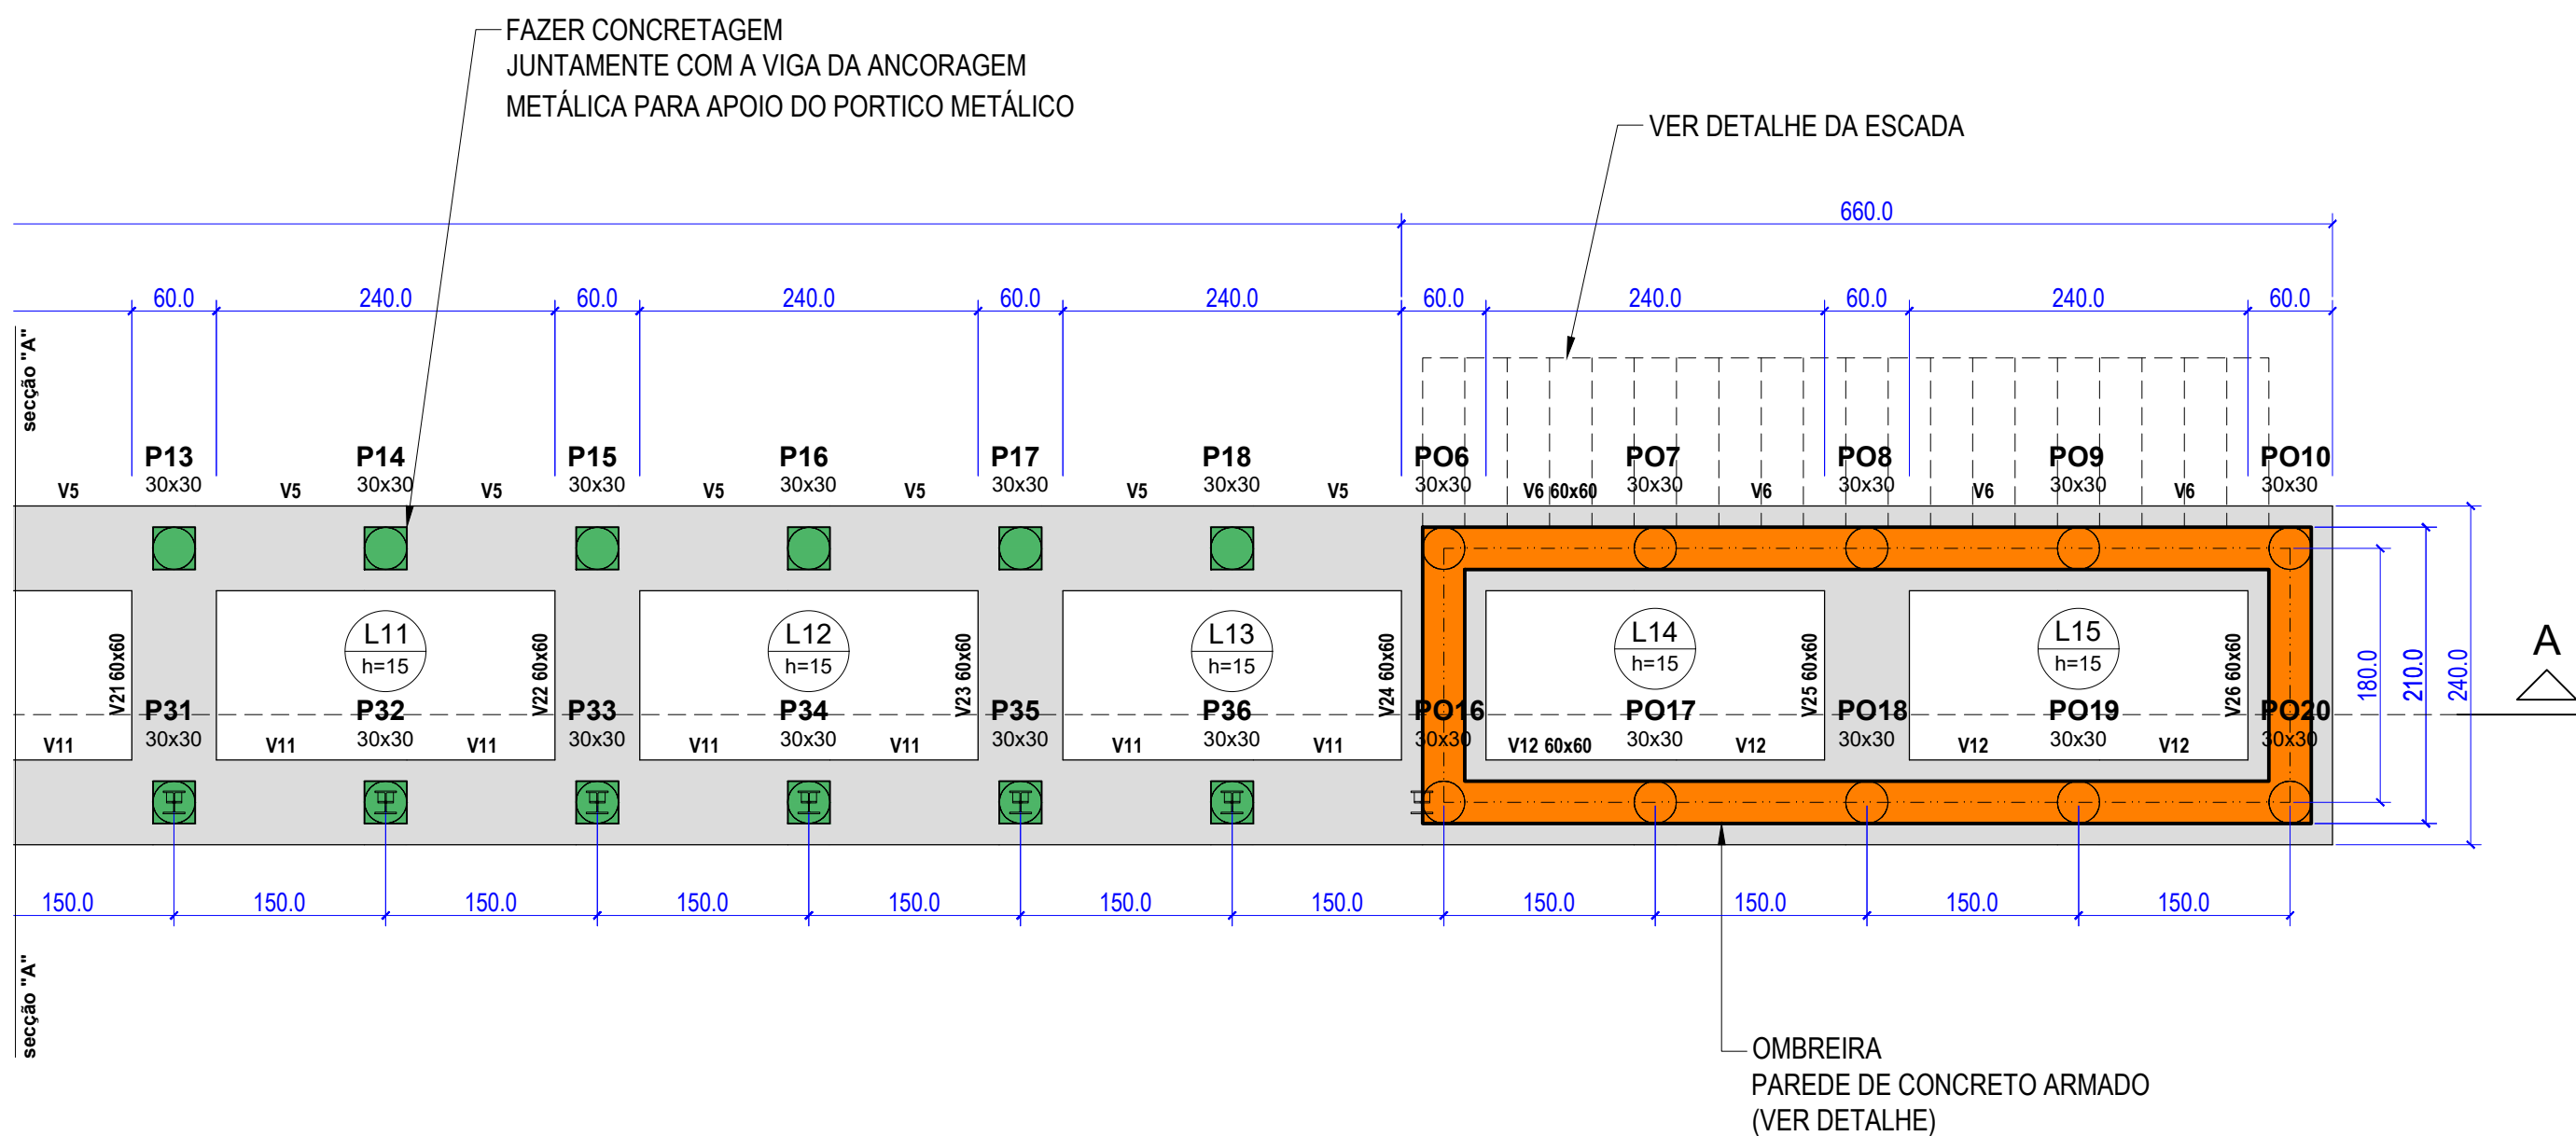 FAZER CONCRETAGEM
JUNTAMENTE COM A VIGA DA ANCORAGEM
METÁLICA PARA APOIO DO PORTICO METÁLICO
VER DETALHE DA ESCADA
660.0
60.0 240.0 60.0 240.0 60.0 240.0 60.0 240.0 60.0 240.0 60.0
secção "A"
P13 P14 P15 P16 P17 P18 PO6 PO7 PO8 PO9 PO10
30x30 30x30 30x30 30x30 30x30 30x30 30x30 30x30 30x30 30x30 30x30
V5 V5 V5 V5 V5 V5 V5 V6 60x60 V6 V6 V6
L11 L12 L13 L14 L15
h=15 h=15 h=15 h=15 h=15
V21 60x60 V22 60x60 V23 60x60 V24 60x60 V25 60x60 V26 60x60
180.0 210.0 240.0
A
P31 P32 P33 P34 P35 P36 PO16 PO17 PO18 PO19 PO20
30x30 30x30 30x30 30x30 30x30 30x30 30x30 30x30 30x30 30x30 30x30
V11 V11 V11 V11 V11 V11 V11 V12 60x60 V12 V12 V12
150.0 150.0 150.0 150.0 150.0 150.0 150.0 150.0 150.0 150.0 150.0
secção "A"
OMBREIRA
PAREDE DE CONCRETO ARMADO
(VER DETALHE)